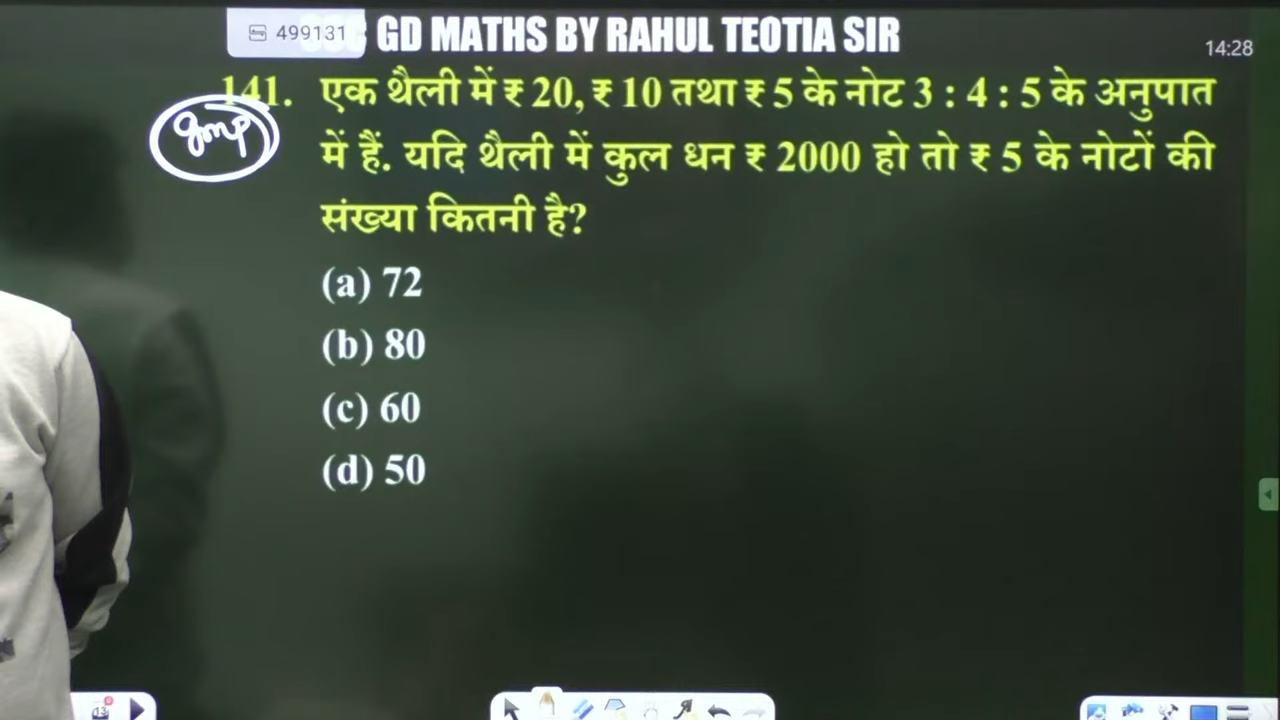 499131
GD MATHS BY RAHUL TEOTIA SIR
14:28
141. एक थैली में ₹ 20, ₹ 10 तथा ₹ 5 के नोट 3 : 4 : 5 के अनुपात
में हैं. यदि थैली में कुल धन ₹ 2000 हो तो ₹ 5 के नोटों की
संख्या कितनी है?
(a) 72
(b) 80
(c) 60
(d) 50
13